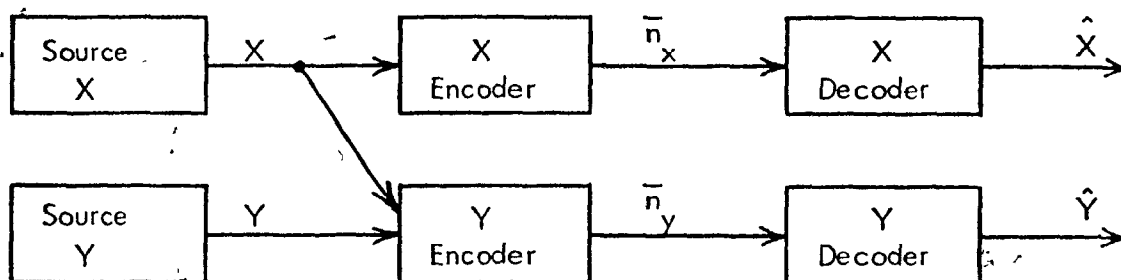 Source
X
X
X
Encoder
n̄x
X
Decoder
X̂
Source
Y
Y
Y
Encoder
n̄y
Y
Decoder
Ŷ